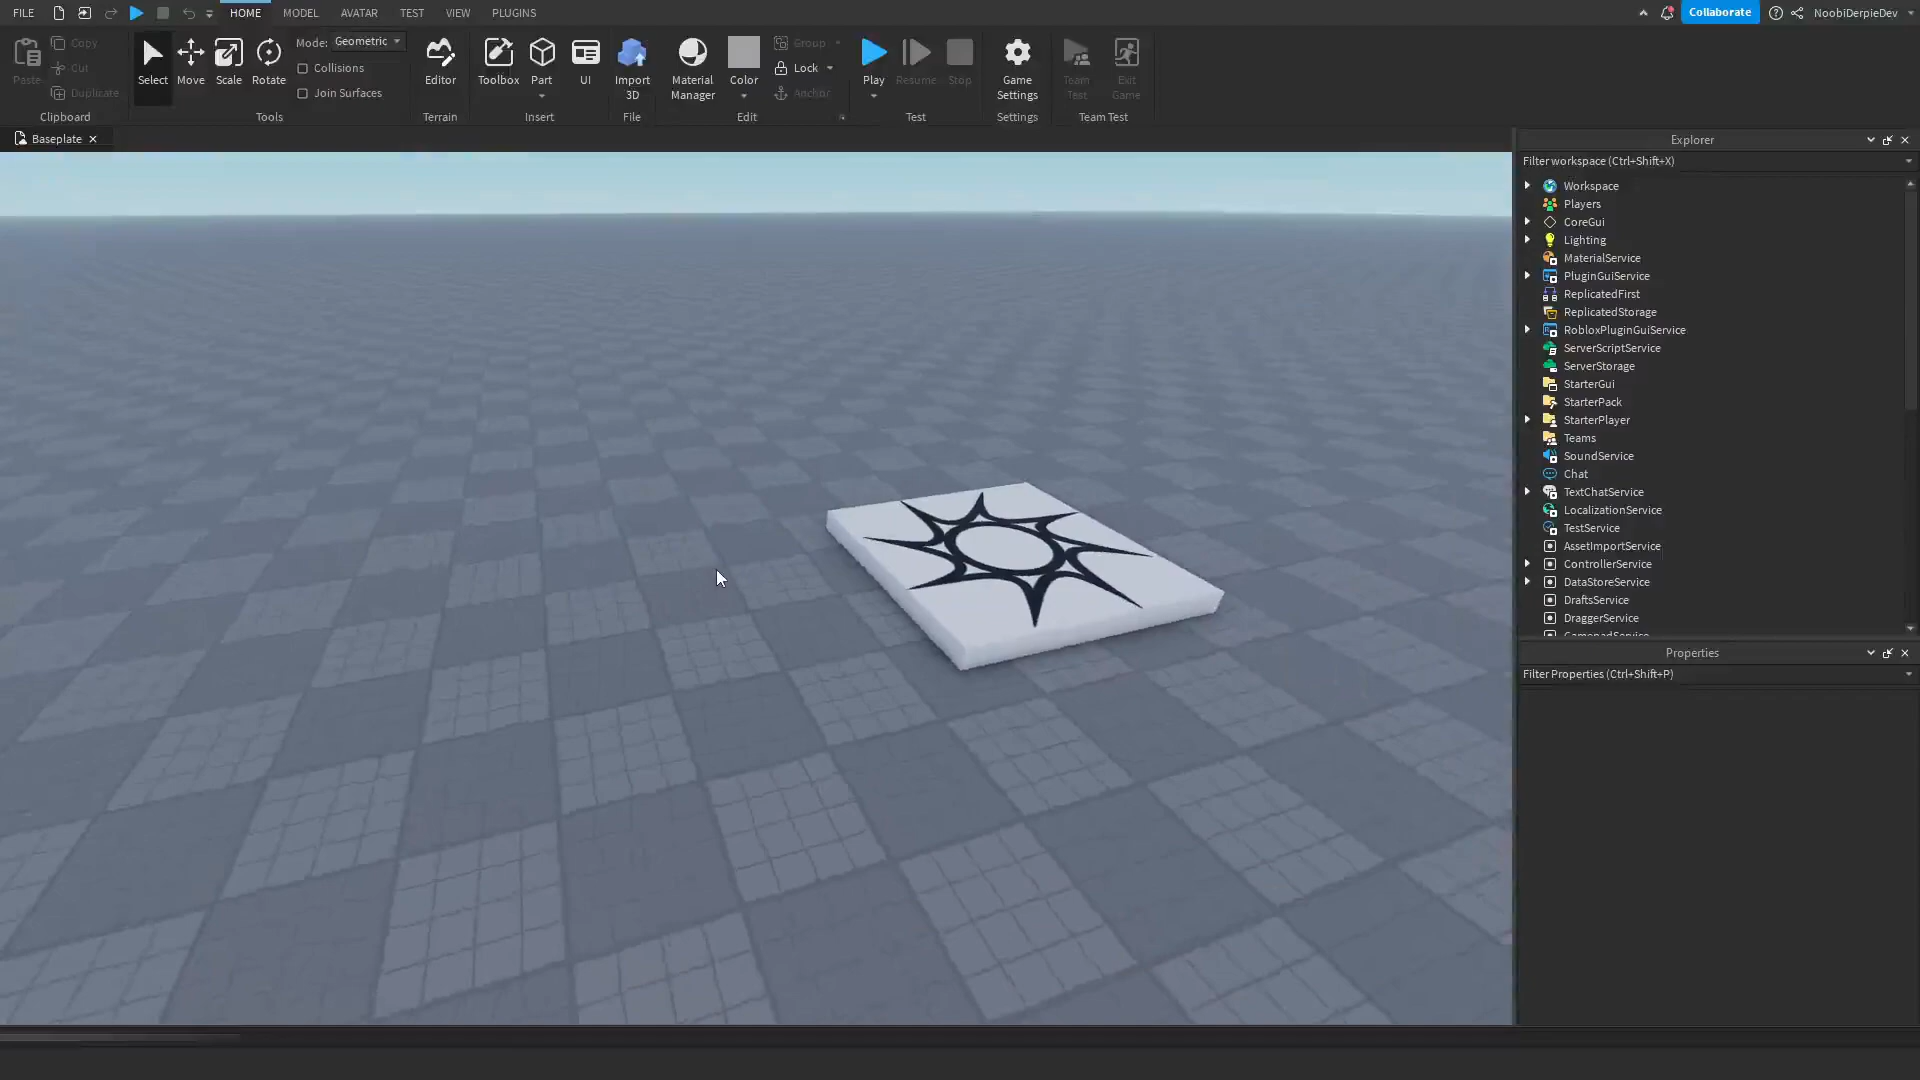 FILE HOME MODEL AVATAR TEST VIEW PLUGINS Collaborate NoobiDerpieDev
Paste Copy Cut Duplicate
Clipboard
Select Move Scale Rotate
Mode: Geometric
Collisions
Join Surfaces
Tools
Editor
Terrain
Toolbox Part UI
Insert
Import
3D
File
Material
Manager
Color
Group
Lock
Anchor
Edit
Play Resume Stop
Test
Game
Settings
Settings
Team
Test
Exit
Game
Team Test
Baseplate
Explorer
Filter workspace (Ctrl+Shift+X)
Workspace
Players
CoreGui
Lighting
MaterialService
PluginGuiService
ReplicatedFirst
ReplicatedStorage
RobloxPluginGuiService
ServerScriptService
ServerStorage
StarterGui
StarterPack
StarterPlayer
Teams
SoundService
Chat
TextChatService
LocalizationService
TestService
AssetImportService
ControllerService
DataStoreService
DraftsService
DraggerService
GamepadService
Properties
Filter Properties (Ctrl+Shift+P)